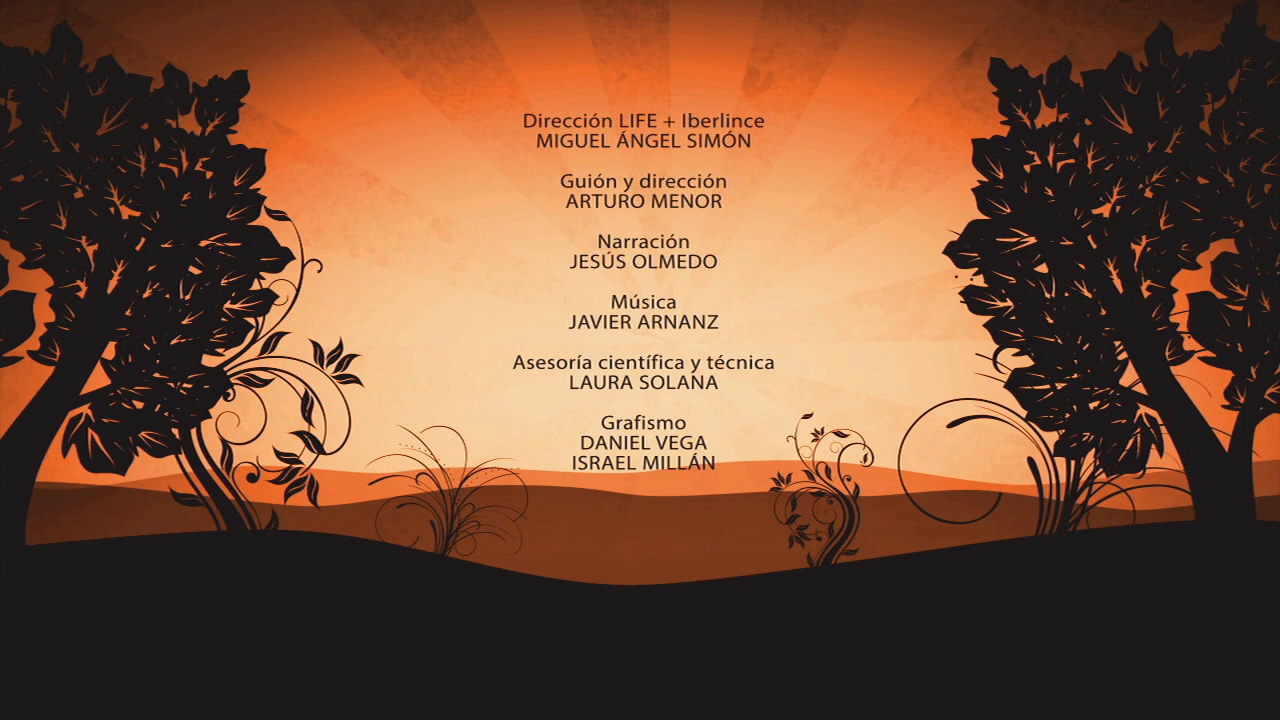 Dirección LIFE + Iberlince
MIGUEL ÁNGEL SIMÓN
Guión y dirección
ARTURO MENOR
Narración
JESÚS OLMEDO
Música
JAVIER ARNANZ
Asesoría científica y técnica
LAURA SOLANA
Grafismo
DANIEL VEGA
ISRAEL MILLÁN